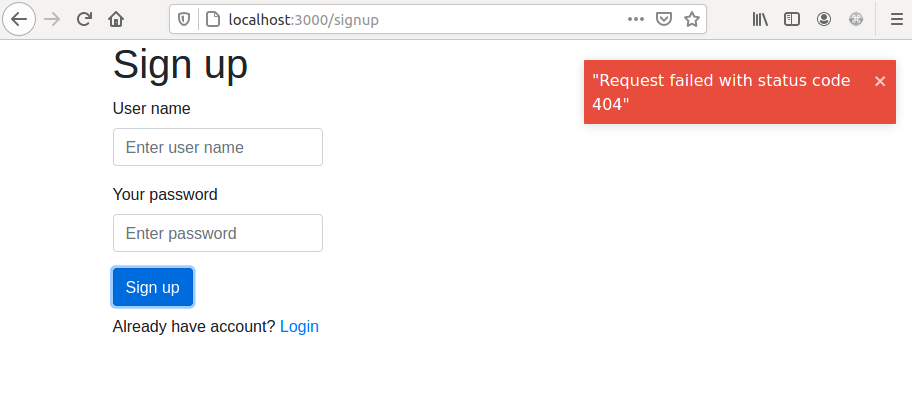 localhost:3000/signup
Sign up
"Request failed with status code
404"
User name
Enter user name
Your password
Enter password
Sign up
Already have account? Login